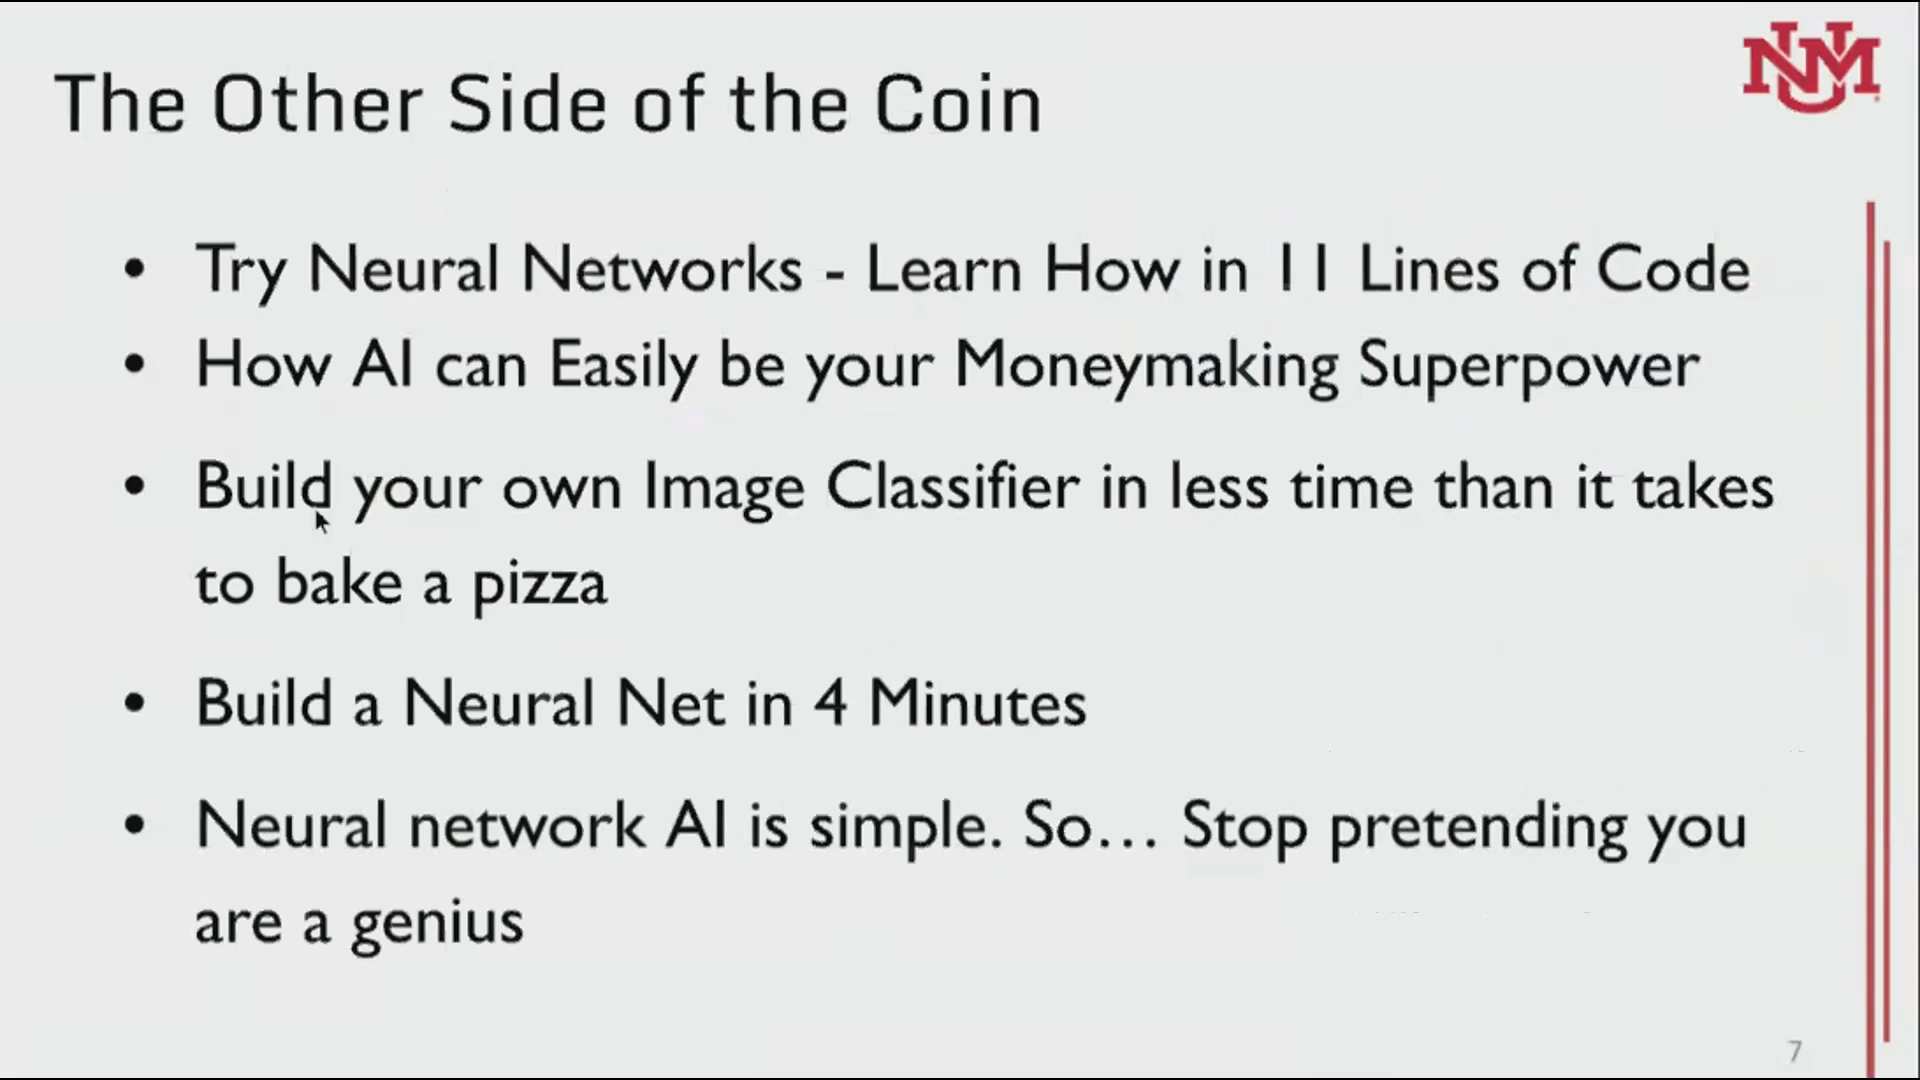 The Other Side of the Coin
UNM
• Try Neural Networks - Learn How in 11 Lines of Code
• How AI can Easily be your Moneymaking Superpower
• Build your own Image Classifier in less time than it takes
to bake a pizza
• Build a Neural Net in 4 Minutes
• Neural network AI is simple. So... Stop pretending you
are a genius
7